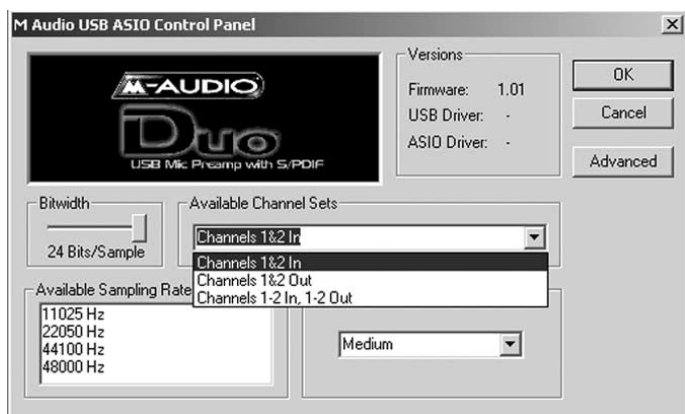 M Audio USB ASIO Control Panel
M-AUDIO
Duo
USB Mic Preamp with S/PDIF
Versions
Firmware: 1.01
USB Driver: -
ASIO Driver: -
OK
Cancel
Advanced
Bitwidth
24 Bits/Sample
Available Channel Sets
Channels 1&2 In
Channels 1&2 In
Channels 1&2 Out
Channels 1-2 In, 1-2 Out
Available Sampling Rate
11025 Hz
22050 Hz
44100 Hz
48000 Hz
Medium